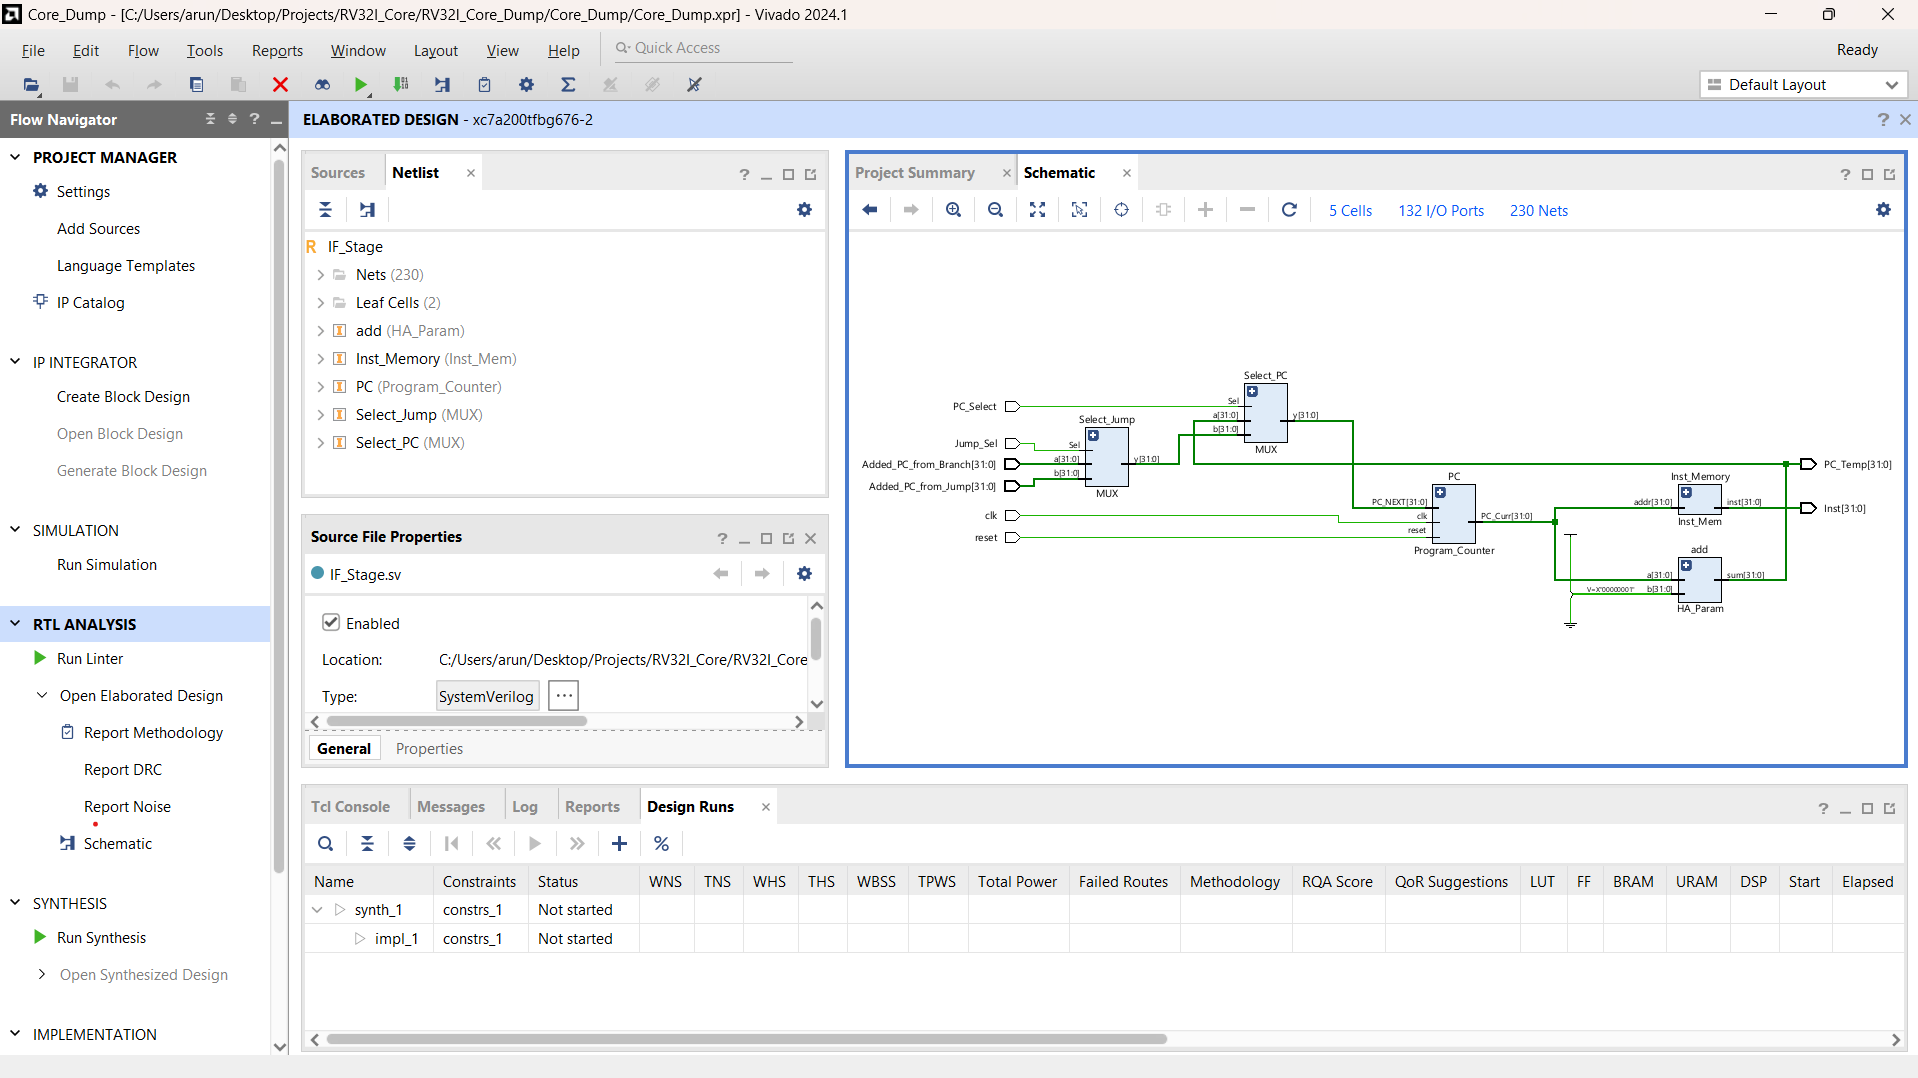 Core_Dump - [C:/Users/arun/Desktop/Projects/RV32I_Core/RV32I_Core_Dump/Core_Dump/Core_Dump.xpr] - Vivado 2024.1
File Edit Flow Tools Reports Window Layout View Help Quick Access Ready
Default Layout
Flow Navigator
PROJECT MANAGER
Settings
Add Sources
Language Templates
IP Catalog
IP INTEGRATOR
Create Block Design
Open Block Design
Generate Block Design
SIMULATION
Run Simulation
RTL ANALYSIS
Run Linter
Open Elaborated Design
Report Methodology
Report DRC
Report Noise
Schematic
SYNTHESIS
Run Synthesis
Open Synthesized Design
IMPLEMENTATION
ELABORATED DESIGN - xc7a200tfbg676-2
Sources Netlist
IF_Stage
Nets (230)
Leaf Cells (2)
add (HA_Param)
Inst_Memory (Inst_Mem)
PC (Program_Counter)
Select_Jump (MUX)
Select_PC (MUX)
Source File Properties
IF_Stage.sv
Enabled
Location: C:/Users/arun/Desktop/Projects/RV32I_Core/RV32I_Core
Type: SystemVerilog ...
General Properties
Project Summary Schematic
5 Cells 132 I/O Ports 230 Nets
Select_PC
PC_Select
Sel
a[31:0]
b[31:0]
y[31:0]
MUX
Select_Jump
Jump_Sel
Added_PC_from_Branch[31:0]
Added_PC_from_Jump[31:0]
Sel
a[31:0]
b[31:0]
y[31:0]
MUX
clk
reset
PC
PC_NEXT[31:0]
clk
reset
PC_Curr[31:0]
Program_Counter
Inst_Memory
addr[31:0]
inst[31:0]
Inst_Mem
add
a[31:0]
V=X"00000001"
b[31:0]
sum[31:0]
HA_Param
PC_Temp[31:0]
Inst[31:0]
Tcl Console Messages Log Reports Design Runs
Name Constraints Status WNS TNS WHS THS WBSS TPWS Total Power Failed Routes Methodology RQA Score QoR Suggestions LUT FF BRAM URAM DSP Start Elapsed
synth_1 constrs_1 Not started
impl_1 constrs_1 Not started